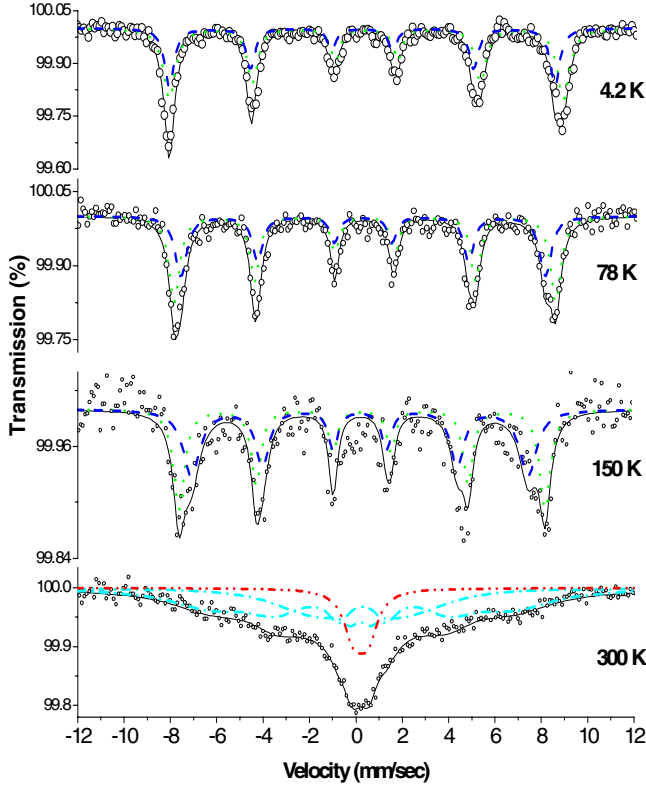 100.05
99.90
99.75
99.60
4.2 K
100.05
99.90
99.75
78 K
99.96
99.84
150 K
100.0
99.9
99.8
300 K
-12 -10 -8 -6 -4 -2 0 2 4 6 8 10 12
Velocity (mm/sec)
Transmission (%)